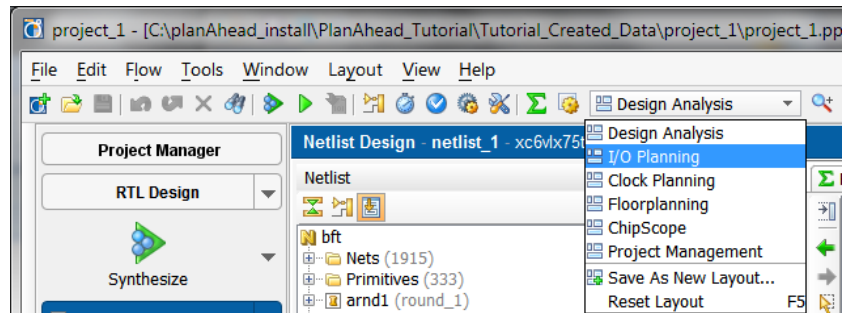 project_1 - [C:\planAhead_install\PlanAhead_Tutorial\Tutorial_Created_Data\project_1\project_1.pp
File Edit Flow Tools Window Layout View Help
Design Analysis
Project Manager
Netlist Design - netlist_1 - xc6vlx75t
Design Analysis
I/O Planning
Clock Planning
Floorplanning
ChipScope
Project Management
Save As New Layout...
Reset Layout F5
RTL Design
Synthesize
Netlist
bft
Nets (1915)
Primitives (333)
arnd1 (round_1)